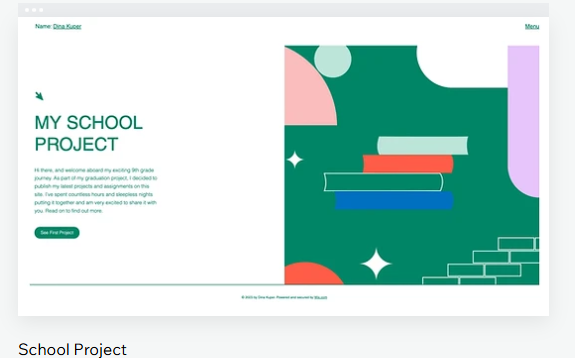 Name: Dina Kuper
Menu
MY SCHOOL
PROJECT
Hi there, and welcome aboard my exciting 9th grade
journey. As part of my graduation project, I decided to
publish my latest projects and assignments on this
site. I've spent countless hours and sleepless nights
putting it together and am very excited to share it with
you. Read on to find out more.
See First Project
© 2023 by Dina Kuper. Powered and secured by Wix.com
School Project